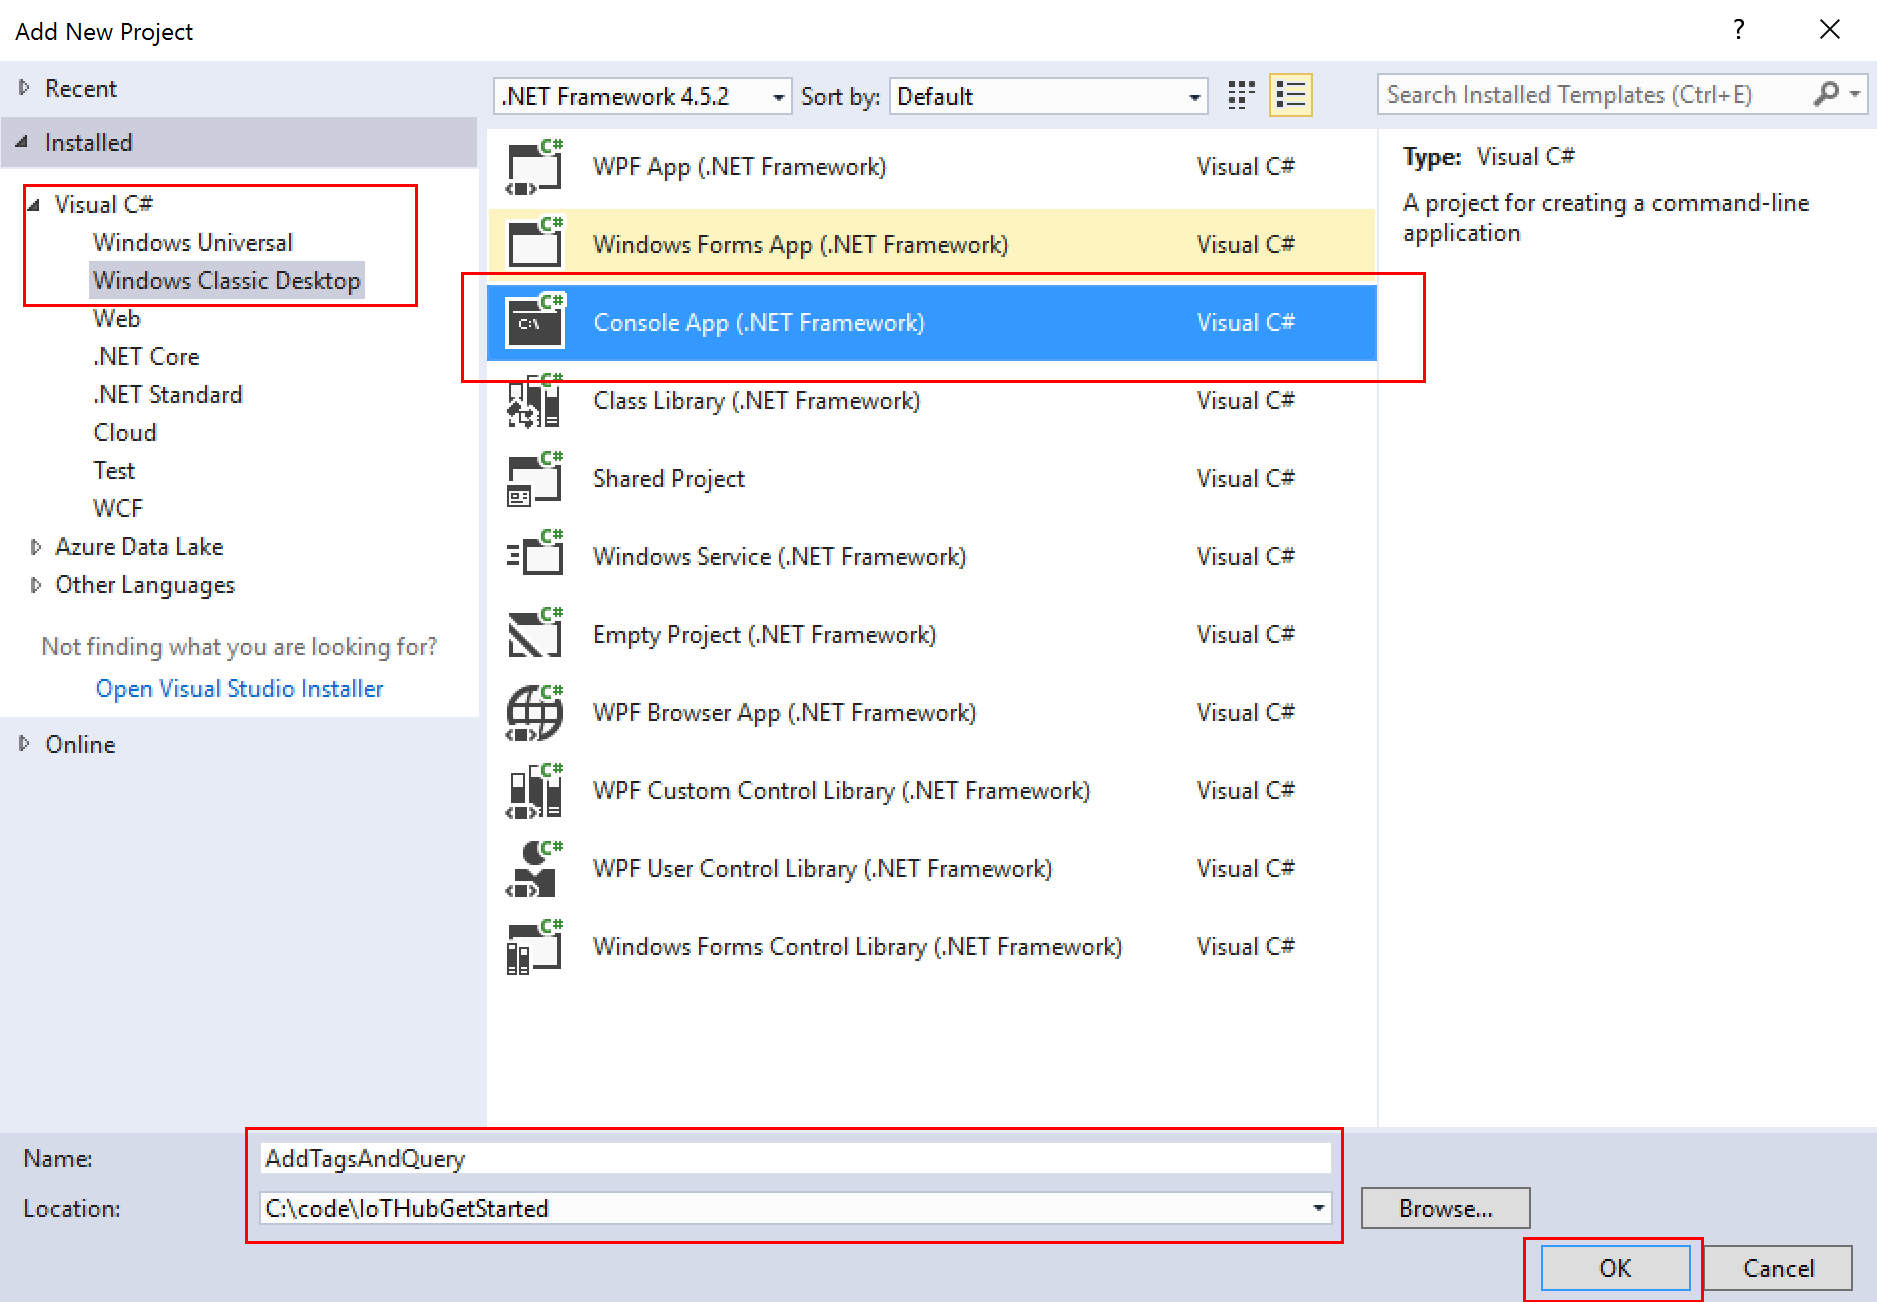 Add New Project
?
Recent
Installed
Visual C#
Windows Universal
Windows Classic Desktop
Web
.NET Core
.NET Standard
Cloud
Test
WCF
Azure Data Lake
Other Languages
Not finding what you are looking for?
Open Visual Studio Installer
Online
.NET Framework 4.5.2 Sort by: Default
Search Installed Templates (Ctrl+E)
C# WPF App (.NET Framework) Visual C#
C# Windows Forms App (.NET Framework) Visual C#
C# C:\ Console App (.NET Framework) Visual C#
C# Class Library (.NET Framework) Visual C#
C# Shared Project Visual C#
C# Windows Service (.NET Framework) Visual C#
C# Empty Project (.NET Framework) Visual C#
C# WPF Browser App (.NET Framework) Visual C#
C# WPF Custom Control Library (.NET Framework) Visual C#
C# WPF User Control Library (.NET Framework) Visual C#
C# Windows Forms Control Library (.NET Framework) Visual C#
Type: Visual C#
A project for creating a command-line
application
Name: AddTagsAndQuery
Location: C:\code\IoTHubGetStarted
Browse...
OK Cancel